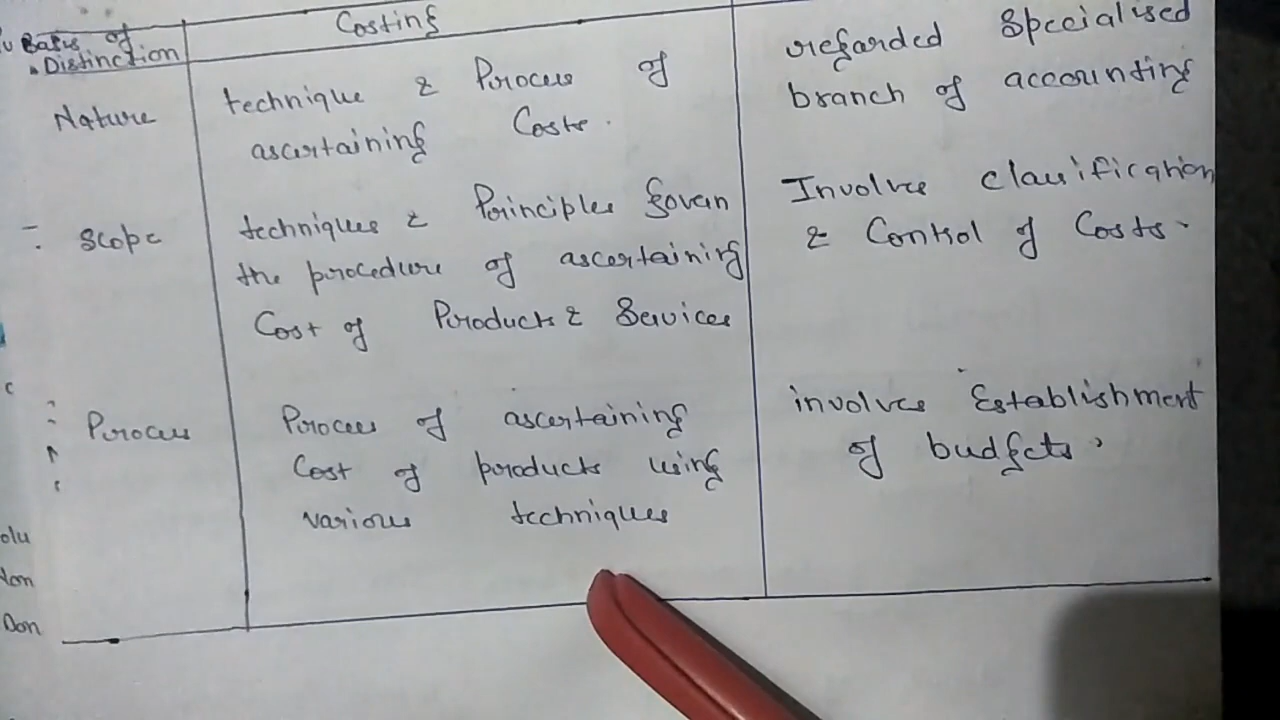 Basis of
Distinction
Costing
Nature
technique & Process of
ascertaining Costs.
regarded Specialised
branch of accounting
Scope
techniques & Principles govern
the procedure of ascertaining
Cost of Products & Services
Involves classification
& Control of Costs.
Process
Process of ascertaining
Cost of products using
various techniques
involves Establishment
of budgets.